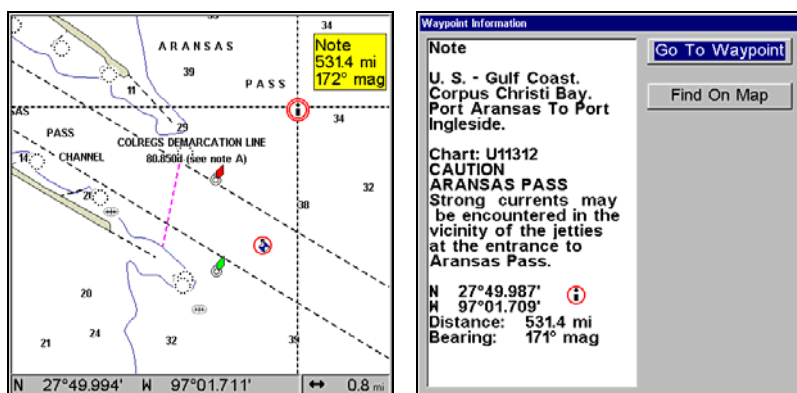 35
34
ARANSAS
Note
531.4 mi
172° mag
39
PASS
11
34
29
PASS
COLREGS DEMARCATION LINE
14
CHANNEL
80.850d (see note A)
32
38
20
24
32
39
21
N 27°49.994' W 97°01.711' ↔ 0.8 mi
Waypoint Information
Note
U. S. - Gulf Coast.
Corpus Christi Bay.
Port Aransas To Port
Ingleside.
Chart: U11312
CAUTION
ARANSAS PASS
Strong currents may
be encountered in the
vicinity of the jetties
at the entrance to
Aransas Pass.
N 27°49.987'
W 97°01.709'
Distance: 531.4 mi
Bearing: 171° mag
Go To Waypoint
Find On Map